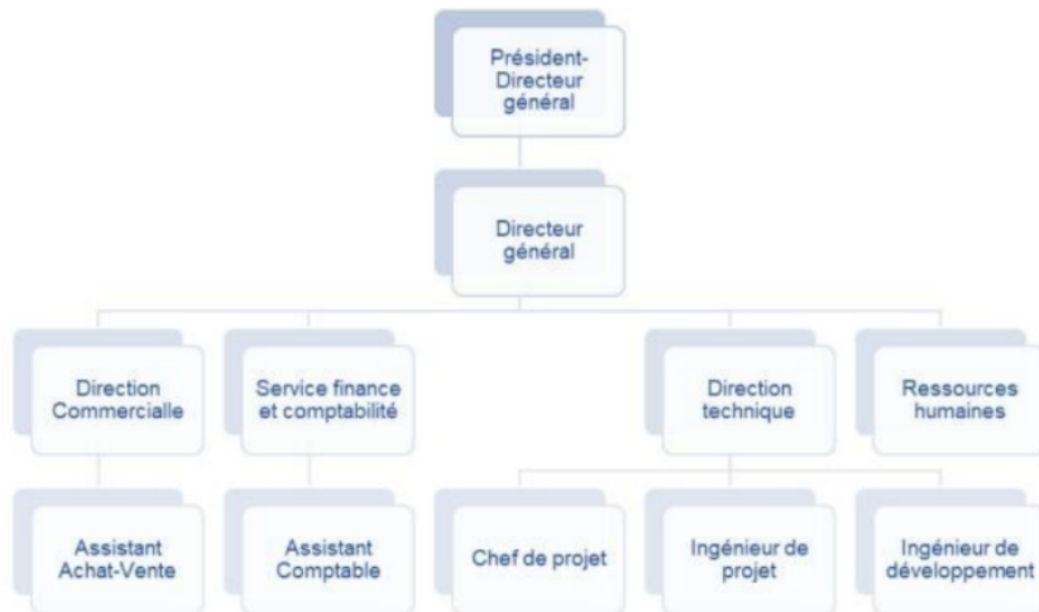 Président-
Directeur
général
Directeur
général
Direction
Commercialle
Service finance
et comptabilité
Direction
technique
Ressources
humaines
Assistant
Achat-Vente
Assistant
Comptable
Chef de projet
Ingénieur de
projet
Ingénieur de
développement